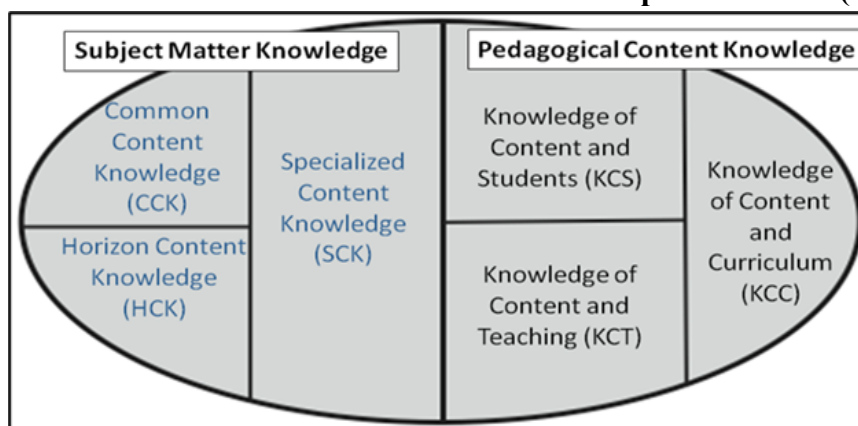 Subject Matter Knowledge
Common
Content
Knowledge
(CCK)
Horizon Content
Knowledge
(HCK)
Specialized
Content
Knowledge
(SCK)
Pedagogical Content Knowledge
Knowledge of
Content and
Students (KCS)
Knowledge of
Content and
Teaching (KCT)
Knowledge
of Content
and
Curriculum
(KCC)